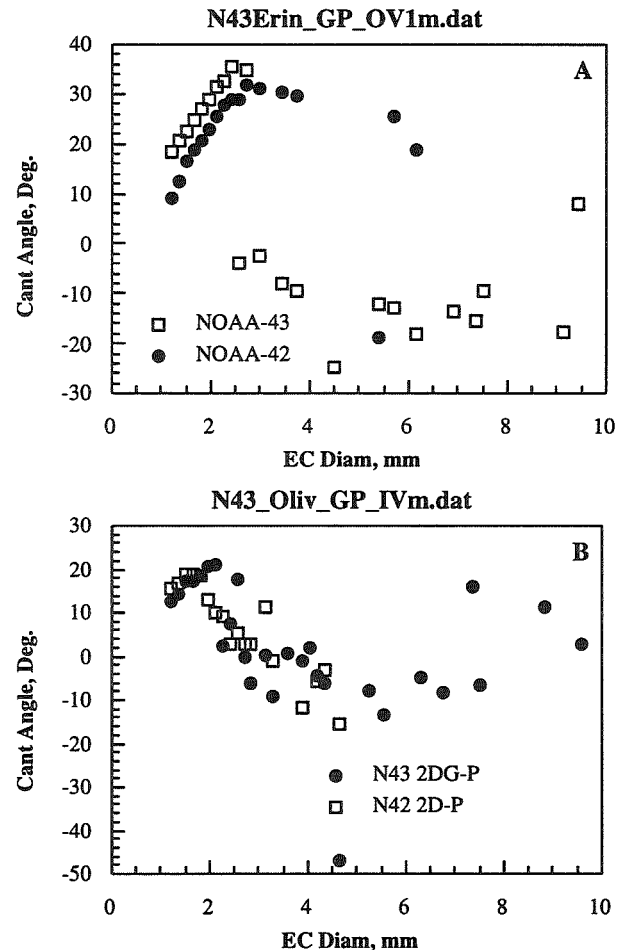 N43Erin_GP_OV1m.dat
A
40
30
20
10
0
-10
-20
-30
Cant Angle, Deg.
NOAA-43
NOAA-42
0 2 4 6 8 10
EC Diam, mm
N43_Oliv_GP_IVm.dat
B
30
20
10
0
-10
-20
-30
-40
-50
Cant Angle, Deg.
N43 2DG-P
N42 2D-P
0 2 4 6 8 10
EC Diam, mm